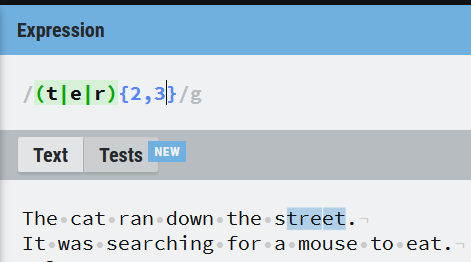 Expression
/(t|e|r){2,3}/g
Text Tests NEW
The cat ran down the street.
It was searching for a mouse to eat.